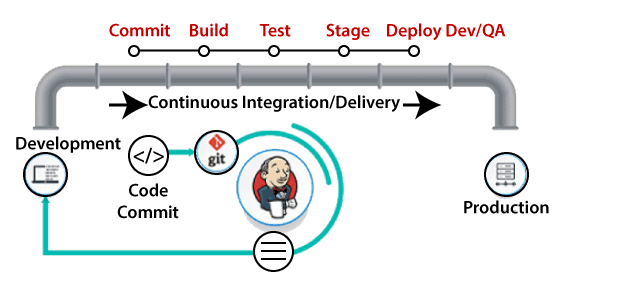 Commit Build Test Stage Deploy Dev/QA
Continuous Integration/Delivery
Development
</>
git
Code
Commit
Production